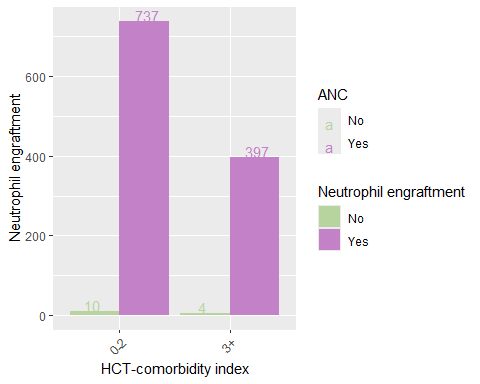 737
397
10
4
Neutrophil engraftment
600
400
200
0
0-2
3+
HCT-comorbidity index
ANC
a No
a Yes
Neutrophil engraftment
No
Yes